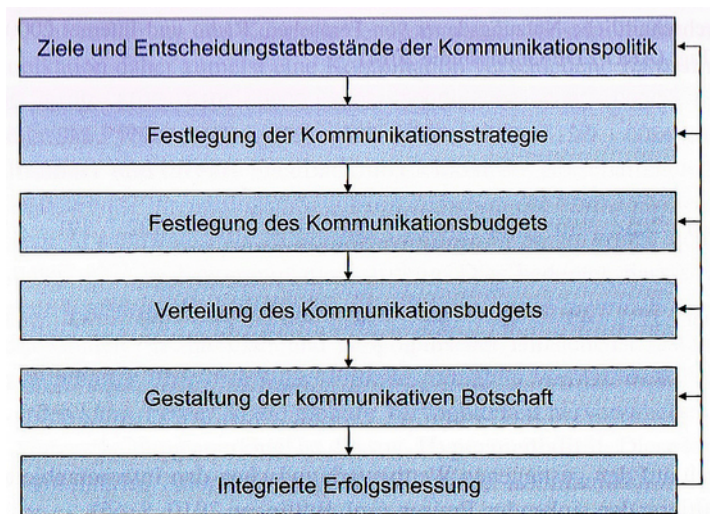 Ziele und Entscheidungstatbestände der Kommunikationspolitik
Festlegung der Kommunikationsstrategie
Festlegung des Kommunikationsbudgets
Verteilung des Kommunikationsbudgets
Gestaltung der kommunikativen Botschaft
Integrierte Erfolgsmessung